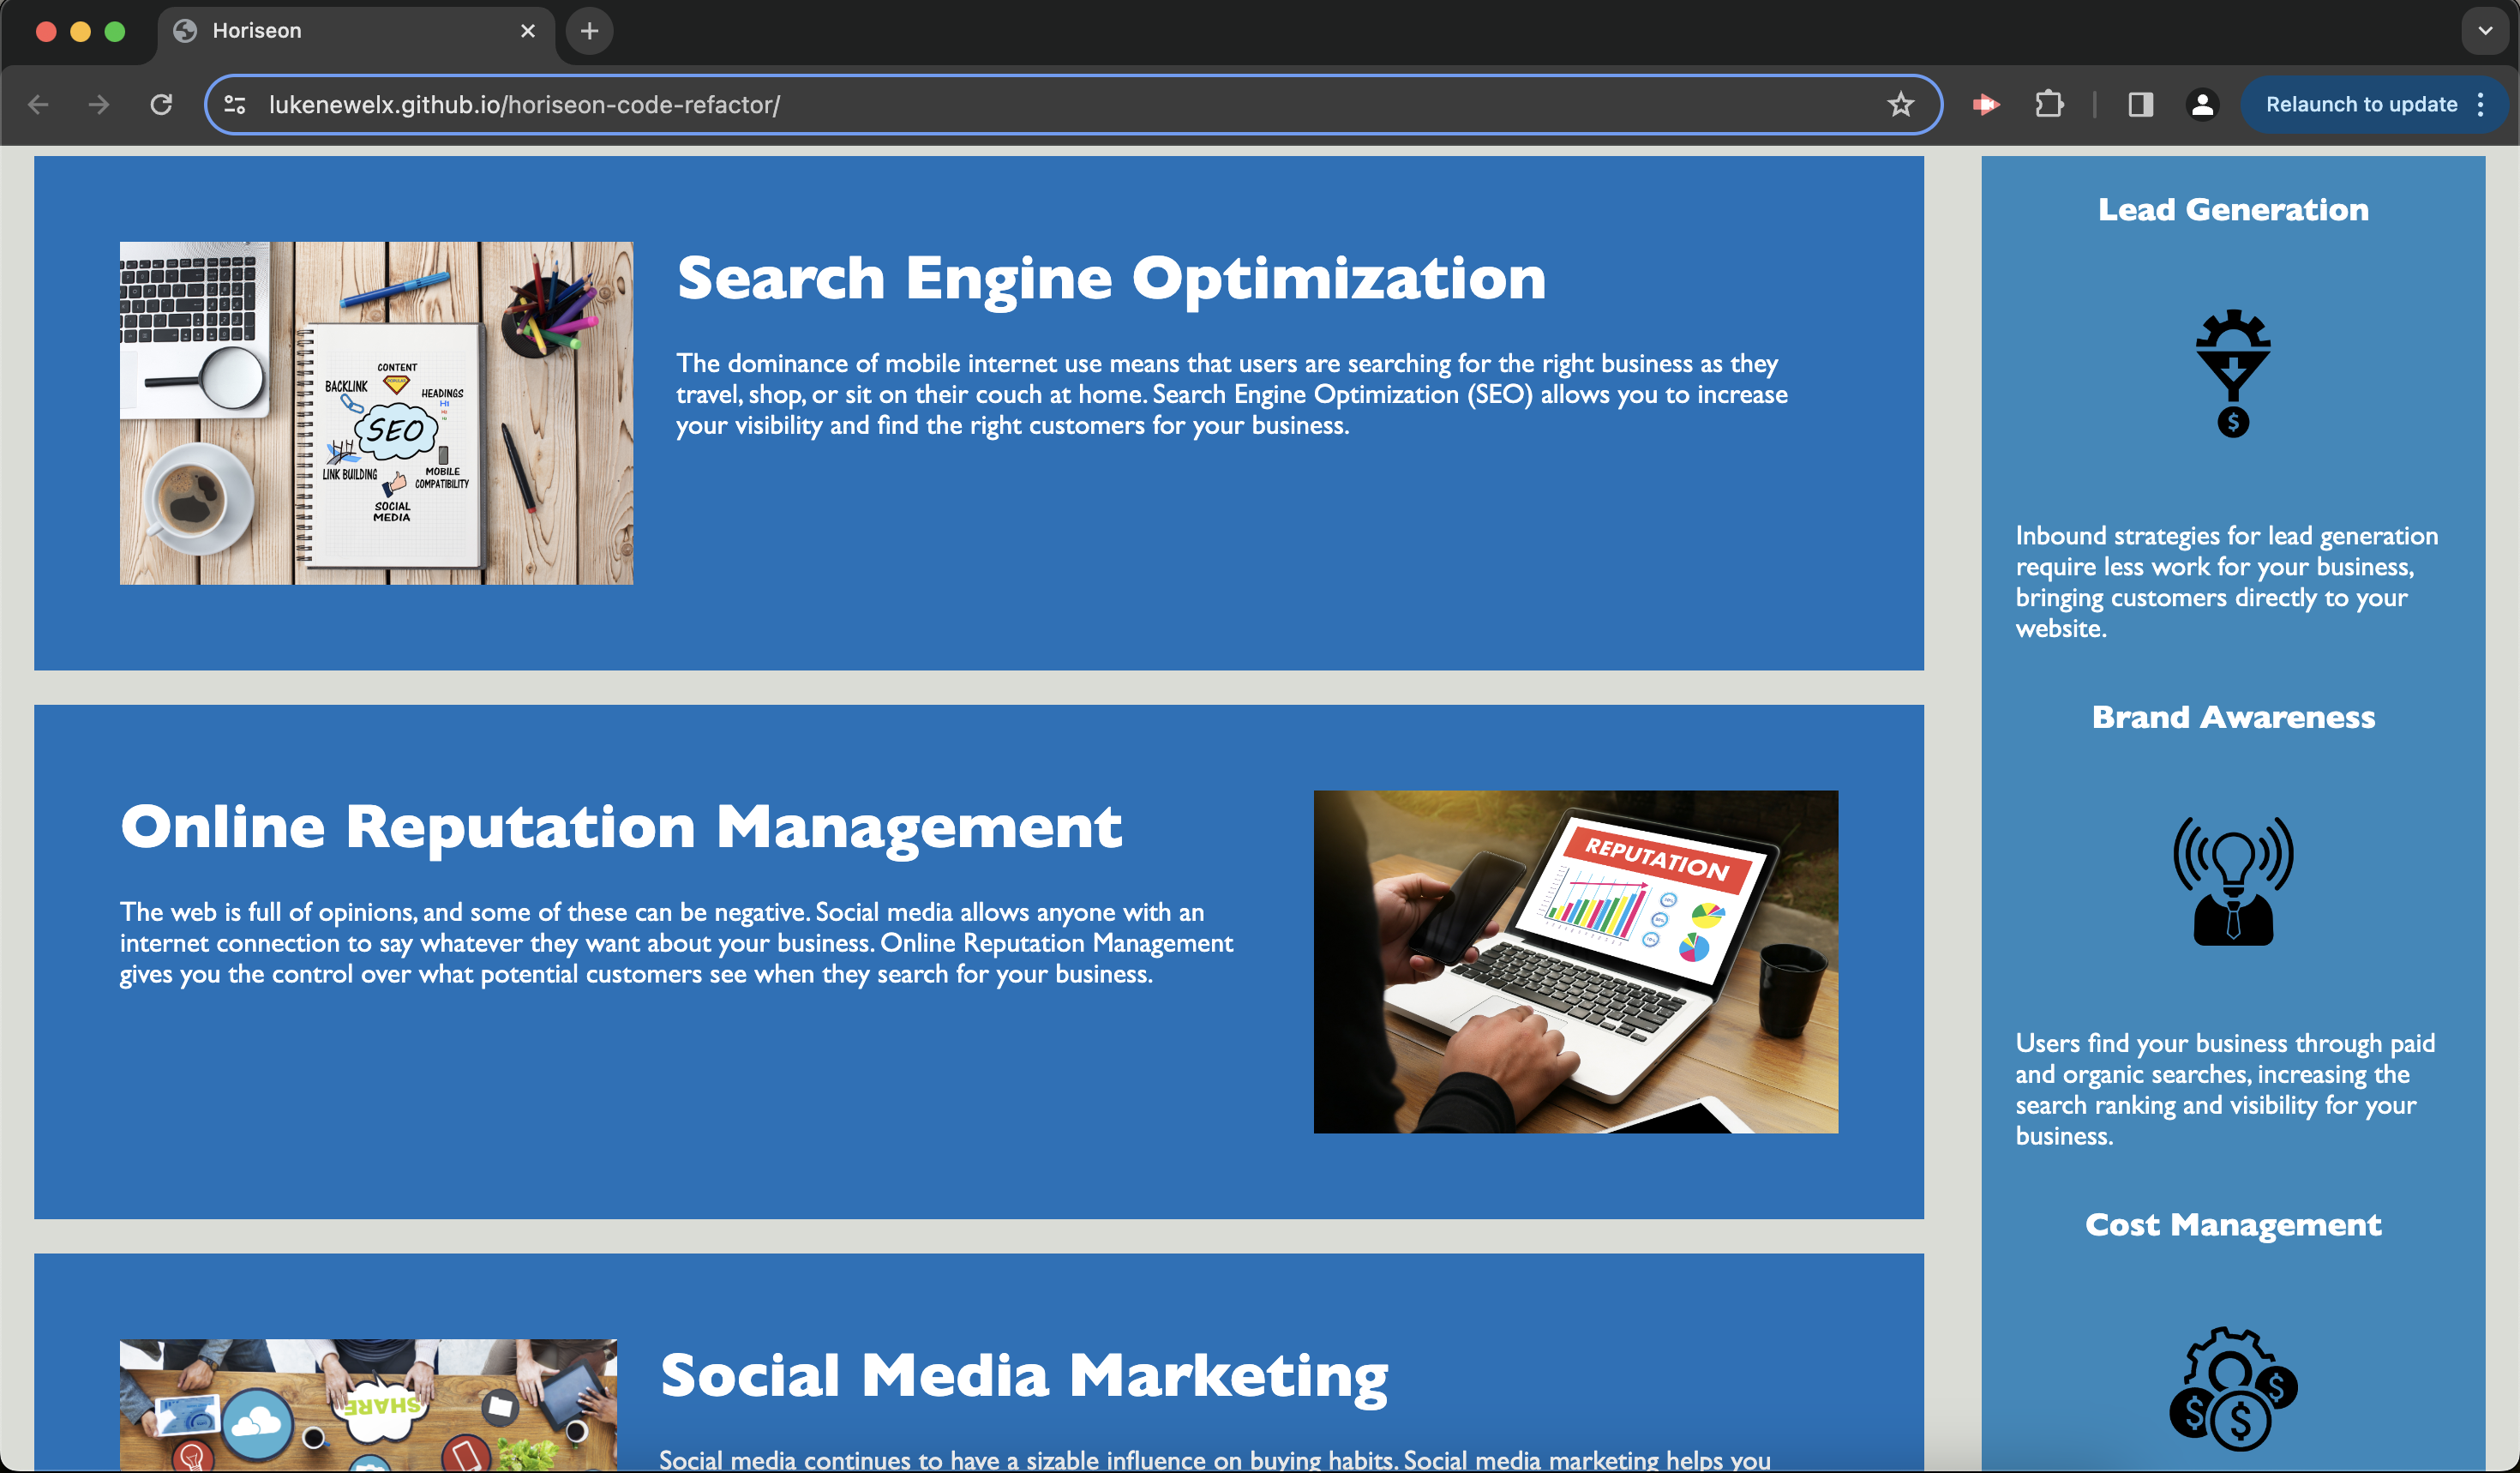 Horiseon
lukenewelx.github.io/horiseon-code-refactor/
Relaunch to update
CONTENT
BACKLINK
HEADINGS
H1
SEO
LINK BUILDING
MOBILE
COMPATIBILITY
SOCIAL
MEDIA
Search Engine Optimization
The dominance of mobile internet use means that users are searching for the right business as they
travel, shop, or sit on their couch at home. Search Engine Optimization (SEO) allows you to increase
your visibility and find the right customers for your business.
Online Reputation Management
The web is full of opinions, and some of these can be negative. Social media allows anyone with an
internet connection to say whatever they want about your business. Online Reputation Management
gives you the control over what potential customers see when they search for your business.
REPUTATION
SHARE
Social Media Marketing
Social media continues to have a sizable influence on buying habits. Social media marketing helps you
Lead Generation
$
Inbound strategies for lead generation
require less work for your business,
bringing customers directly to your
website.
Brand Awareness
Users find your business through paid
and organic searches, increasing the
search ranking and visibility for your
business.
Cost Management
$
$
$